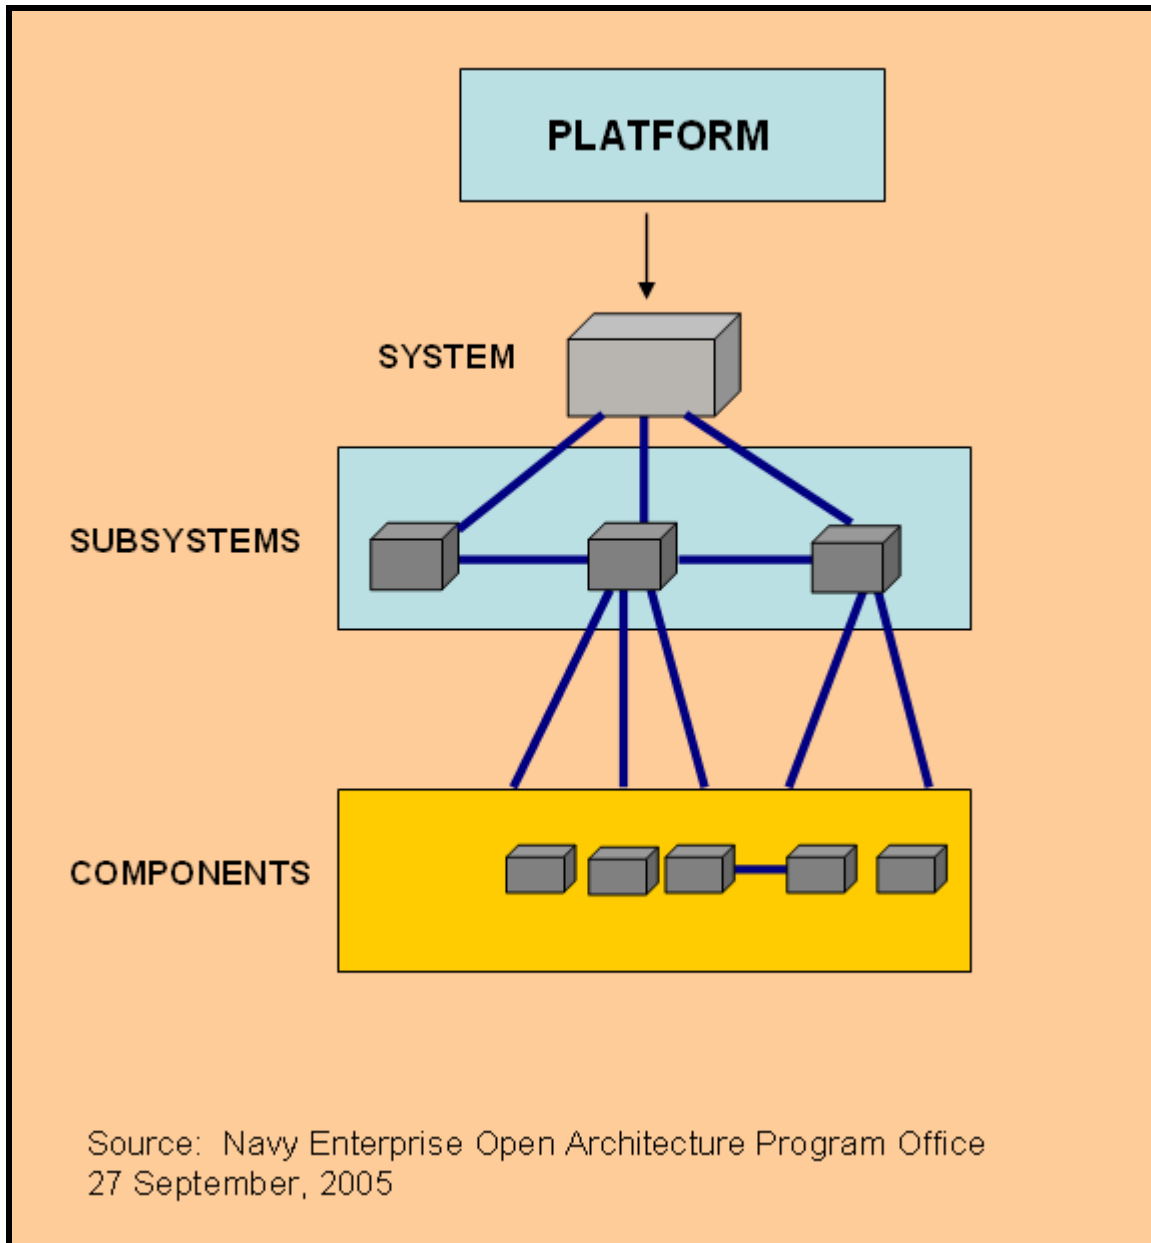 PLATFORM
SYSTEM
SUBSYSTEMS
COMPONENTS
Source:  Navy Enterprise Open Architecture Program Office
27 September, 2005